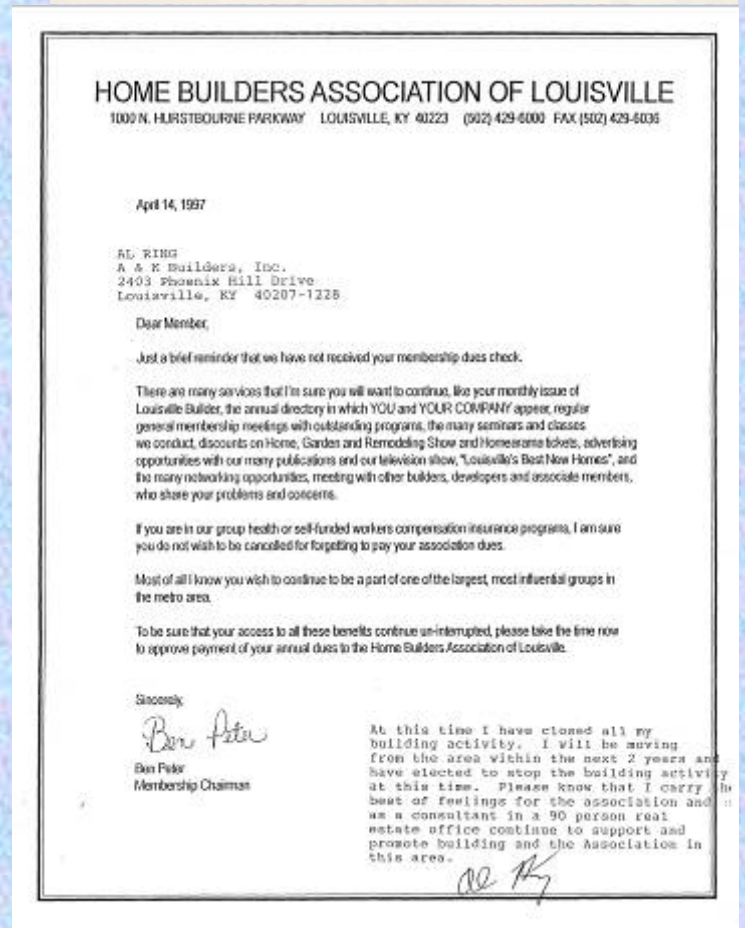 HOME BUILDERS ASSOCIATION OF LOUISVILLE
1000 N. HURSTBOURNE PARKWAY LOUISVILLE, KY 40223 (502) 429-6000 FAX (502) 429-6036
April 14, 1997
AL RING
A & K Builders, Inc.
2403 Phoenix Hill Drive
Louisville, KY 40207-1228
Dear Member,
Just a brief reminder that we have not received your membership dues check.
There are many services that I'm sure you will want to continue, like your monthly issue of
Louisville Builder, the annual directory in which YOU and YOUR COMPANY appear, regular
general membership meetings with outstanding programs, the many seminars and classes
we conduct, discounts on Home, Garden and Remodeling Show and Homearama tickets, advertising
opportunities with our many publications and our television show, "Louisville's Best New Homes", and
the many networking opportunities, meeting with other builders, developers and associate members,
who share your problems and concerns.
If you are in our group health or self-funded workers compensation insurance programs, I am sure
you do not wish to be cancelled for forgetting to pay your association dues.
Most of all I know you wish to continue to be a part of one of the largest, most influential groups in
the metro area.
To be sure that your access to all these benefits continue un-interrupted, please take the time now
to approve payment of your annual dues to the Home Builders Association of Louisville.
Sincerely,
Ben Peter
Ben Peter
Membership Chairman
At this time I have closed all my
building activity. I will be moving
from the area within the next 2 years and
have elected to stop the building activity
at this time. Please know that I carry the
best of feelings for the association and
as a consultant in a 90 person real
estate office continue to support and
promote building and the Association in
this area.